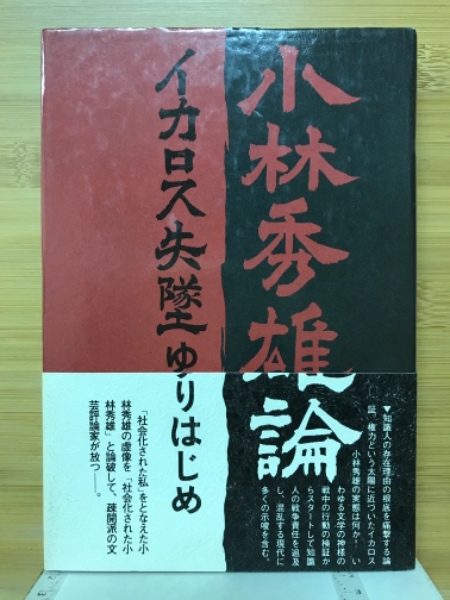 小林秀雄論
イカロス失墜
ゆりはじめ
▼知識人の存在理由の根底を痛撃する論
証。権力という太陽に近づいたイカロス
小林秀雄の実態は何か――い
わゆる文学の神様の
戦中の行動の検証か
らスタートして知識
人の戦争責任を追及
し、混乱する現代に
多くの示唆を含む。
「社会化された私」をとなえた小
林秀雄の虚像を「社会化された小
林秀雄」と論破して、疎開派の文
芸評論家が放つ――。